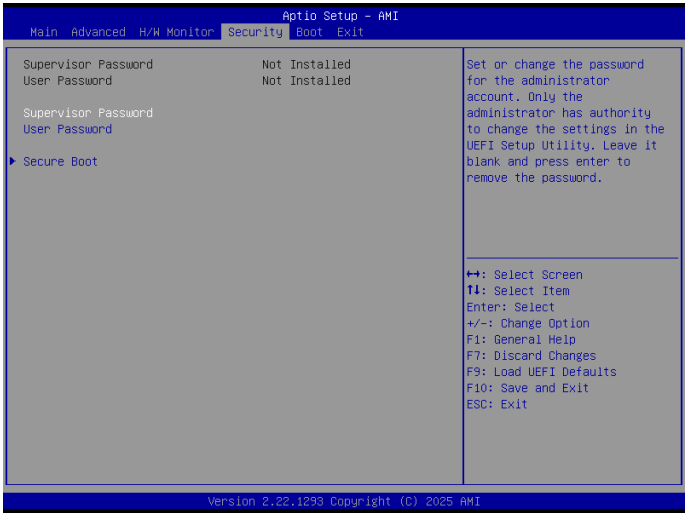 Aptio Setup - AMI
Main Advanced H/W Monitor Security Boot Exit
Supervisor Password Not Installed
User Password Not Installed
Supervisor Password
User Password
Secure Boot
Set or change the password
for the administrator
account. Only the
administrator has authority
to change the settings in the
UEFI Setup Utility. Leave it
blank and press enter to
remove the password.
↔: Select Screen
↑↓: Select Item
Enter: Select
+/-: Change Option
F1: General Help
F7: Discard Changes
F9: Load UEFI Defaults
F10: Save and Exit
ESC: Exit
Version 2.22.1293 Copyright (C) 2025 AMI